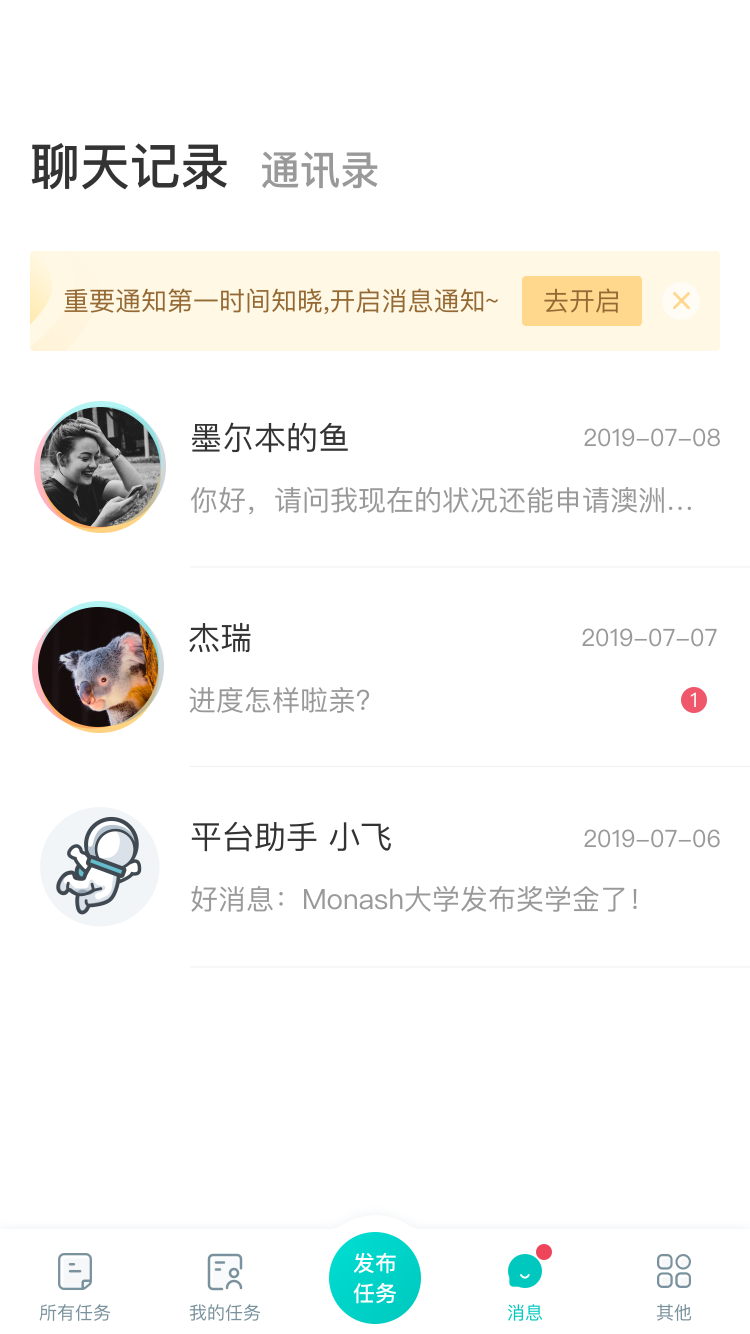 聊天记录 通讯录
重要通知第一时间知晓,开启消息通知~ 去开启
墨尔本的鱼 2019-07-08
你好，请问我现在的状况还能申请澳洲...
杰瑞 2019-07-07
进度怎样啦亲？ 1
平台助手 小飞 2019-07-06
好消息：Monash大学发布奖学金了！
发布
任务
所有任务 我的任务 消息 其他